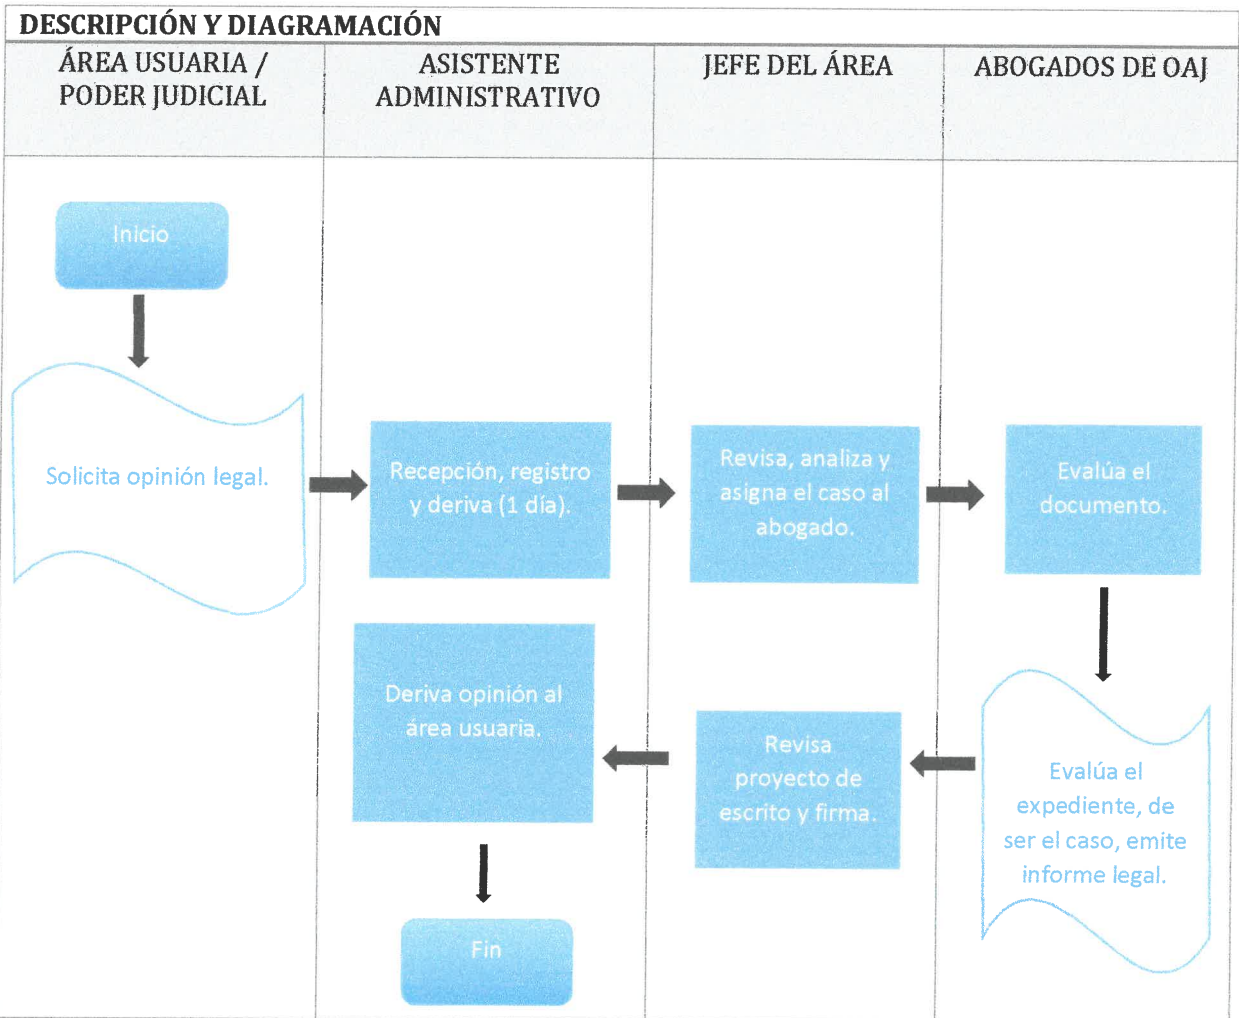 DESCRIPCIÓN Y DIAGRAMACIÓN
ÁREA USUARIA /
PODER JUDICIAL
ASISTENTE
ADMINISTRATIVO
JEFE DEL ÁREA
ABOGADOS DE OAJ
Inicio
Solicita opinión legal.
Recepción, registro
y deriva (1 día).
Revisa, analiza y
asigna el caso al
abogado.
Evalúa el
documento.
Evalúa el
expediente, de
ser el caso, emite
informe legal.
Revisa
proyecto de
escrito y firma.
Deriva opinión al
área usuaria.
Fin